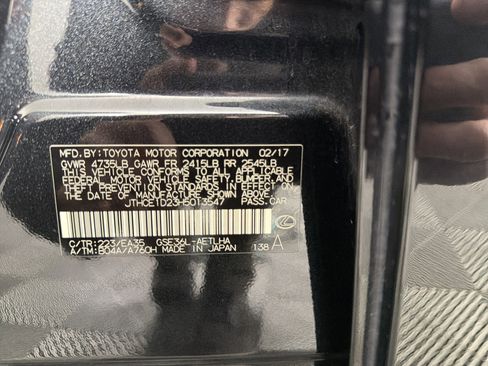 MFD.BY:TOYOTA MOTOR CORPORATION 02/17
GVWR 4735LB GAWR FR 2415LB RR 2545LB
THIS VEHICLE CONFORMS TO ALL APPLICABLE
FEDERAL MOTOR VEHICLE SAFETY, BUMPER, AND
THEFT PREVENTION STANDARDS IN EFFECT ON
THE DATE OF MANUFACTURE SHOWN ABOVE.
JTHCE1D23H5013547 PASS.CAR
C/TR:223/EA35 GSE36L-AETLHA
A/TM:B04A/A760H MADE IN JAPAN 138 A